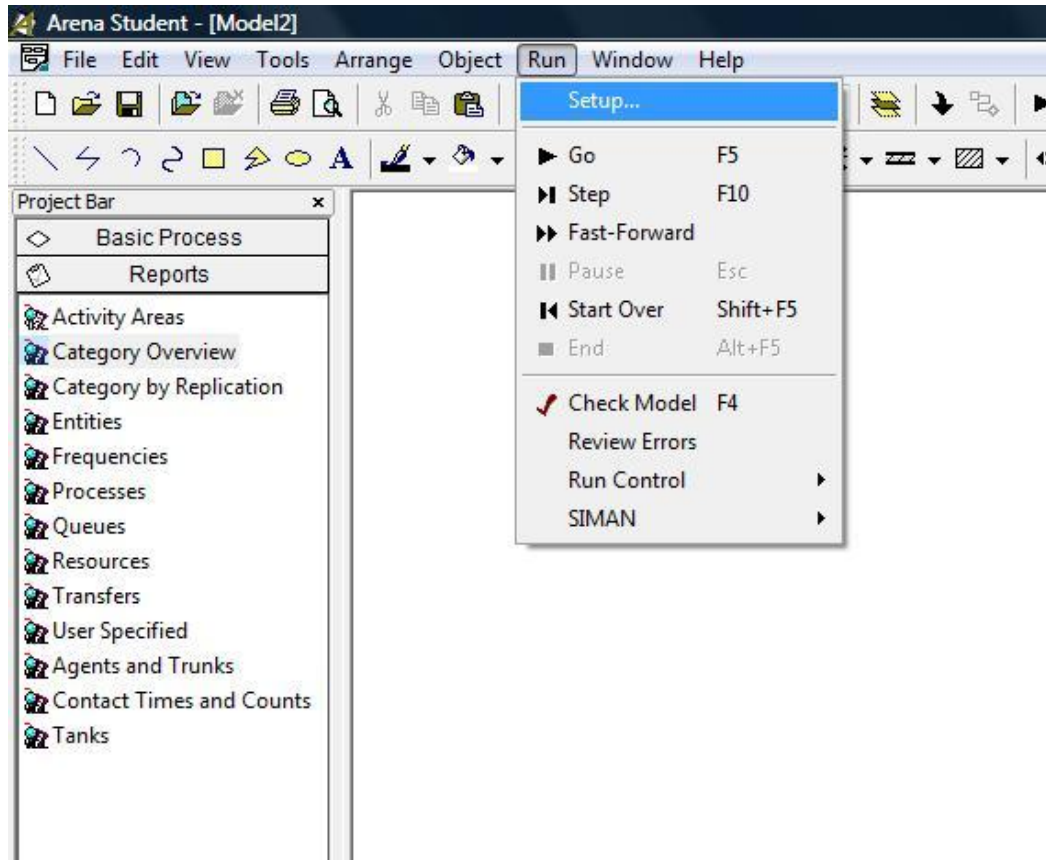 Arena Student - [Model2]
File Edit View Tools Arrange Object Run Window Help
A
Setup...
Go F5
Step F10
Fast-Forward
Pause Esc
Start Over Shift+F5
End Alt+F5
Check Model F4
Review Errors
Run Control
SIMAN
Project Bar x
Basic Process
Reports
Activity Areas
Category Overview
Category by Replication
Entities
Frequencies
Processes
Queues
Resources
Transfers
User Specified
Agents and Trunks
Contact Times and Counts
Tanks